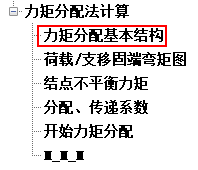 力矩分配法计算
力矩分配基本结构
荷载/支移固端弯矩图
结点不平衡力矩
分配、传递系数
开始力矩分配